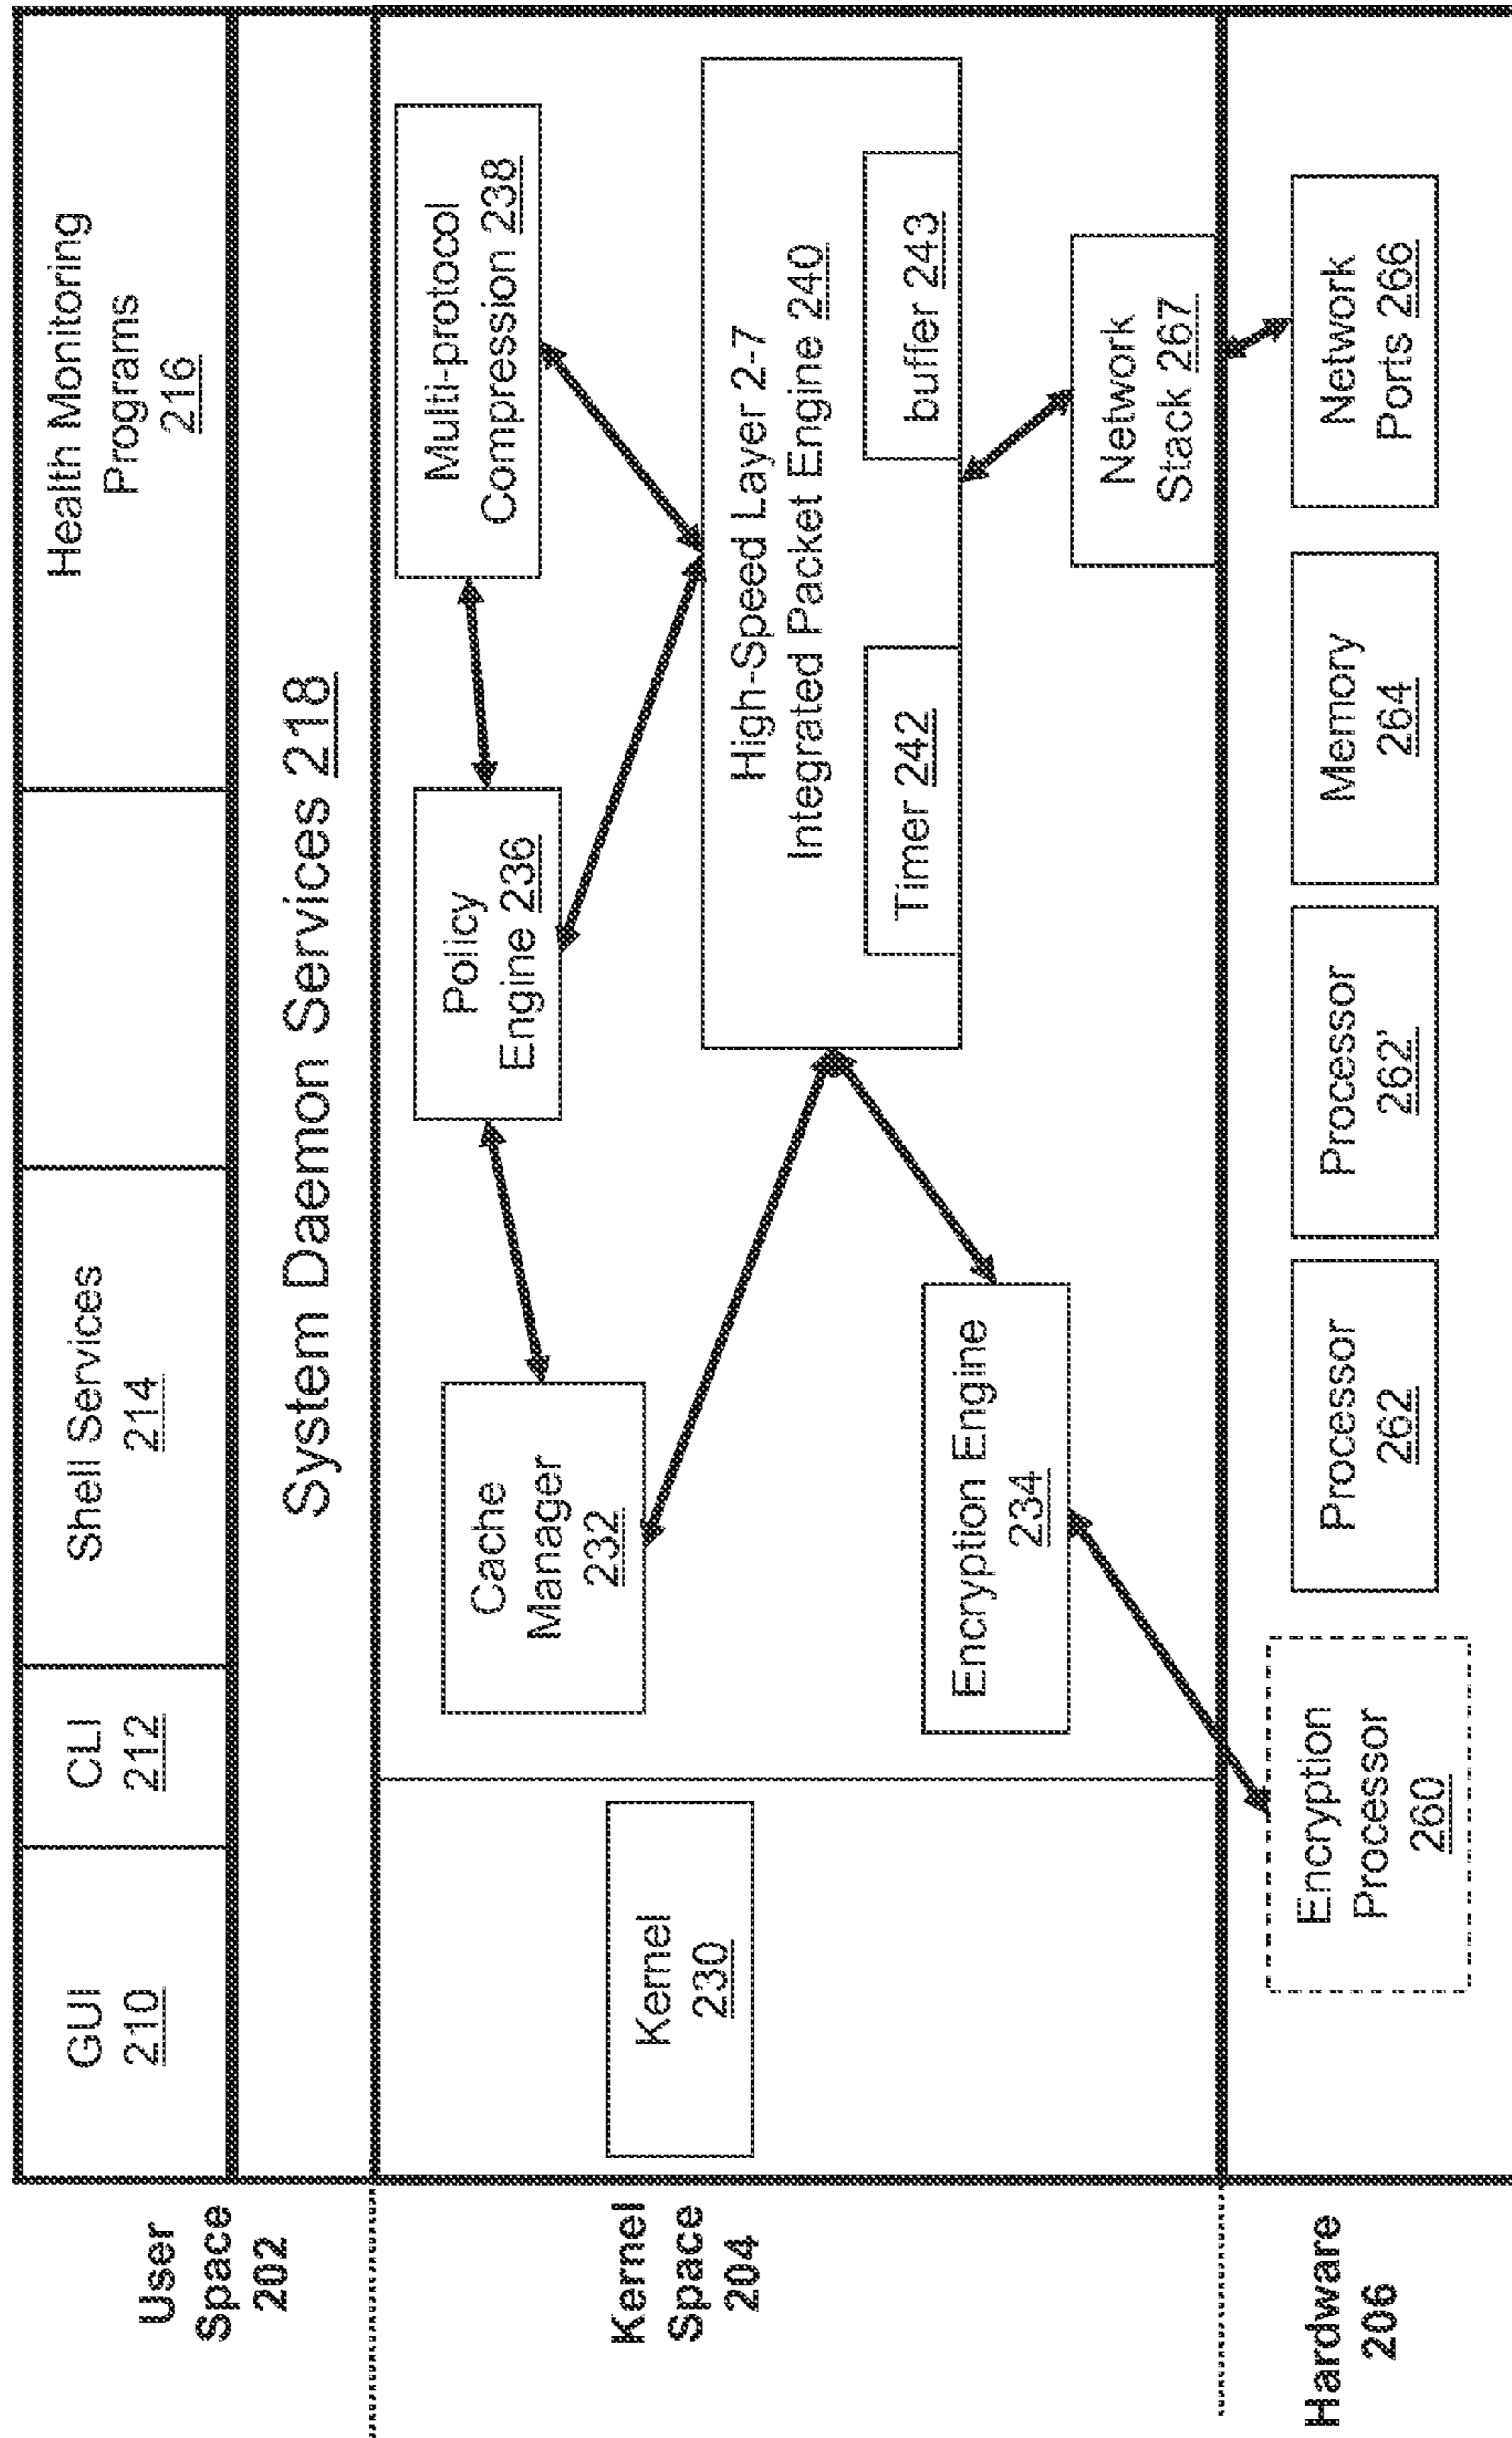 User
Space
202
GUI
210
CLI
212
Shell Services
214
Health Monitoring
Programs
216
System Daemon Services 218
Kernel
Space
204
Kernel
230
Cache
Manager
232
Policy
Engine 236
Multi-protocol
Compression 238
High-Speed Layer 2-7
Integrated Packet Engine 240
Timer 242
buffer 243
Encryption Engine
234
Network
Stack 267
Hardware
206
Encryption
Processor
260
Processor
262
Processor
262'
Memory
264
Network
Ports 266